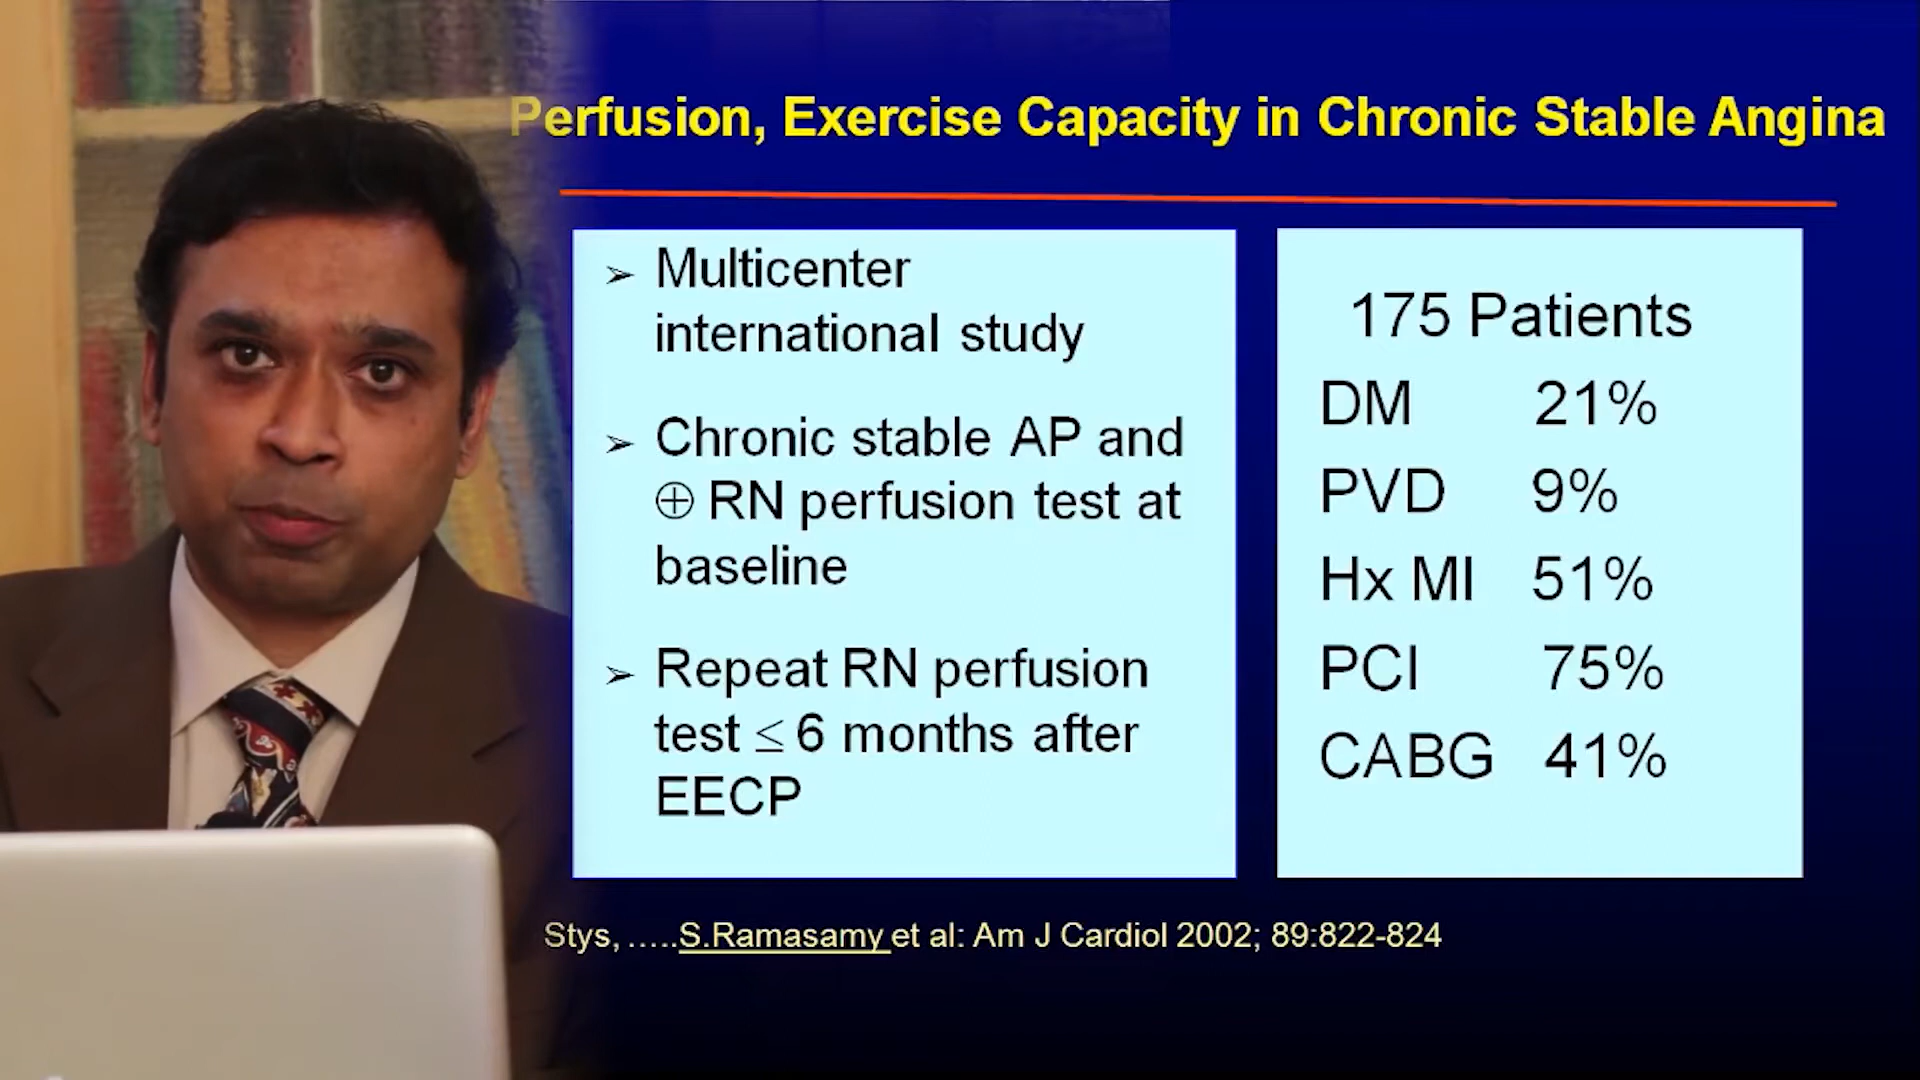 Perfusion, Exercise Capacity in Chronic Stable Angina
➢ Multicenter
international study
➢ Chronic stable AP and
⊕ RN perfusion test at
baseline
➢ Repeat RN perfusion
test ≤ 6 months after
EECP
175 Patients
DM 21%
PVD 9%
Hx MI 51%
PCI 75%
CABG 41%
Stys, .....S.Ramasamy et al: Am J Cardiol 2002; 89:822-824